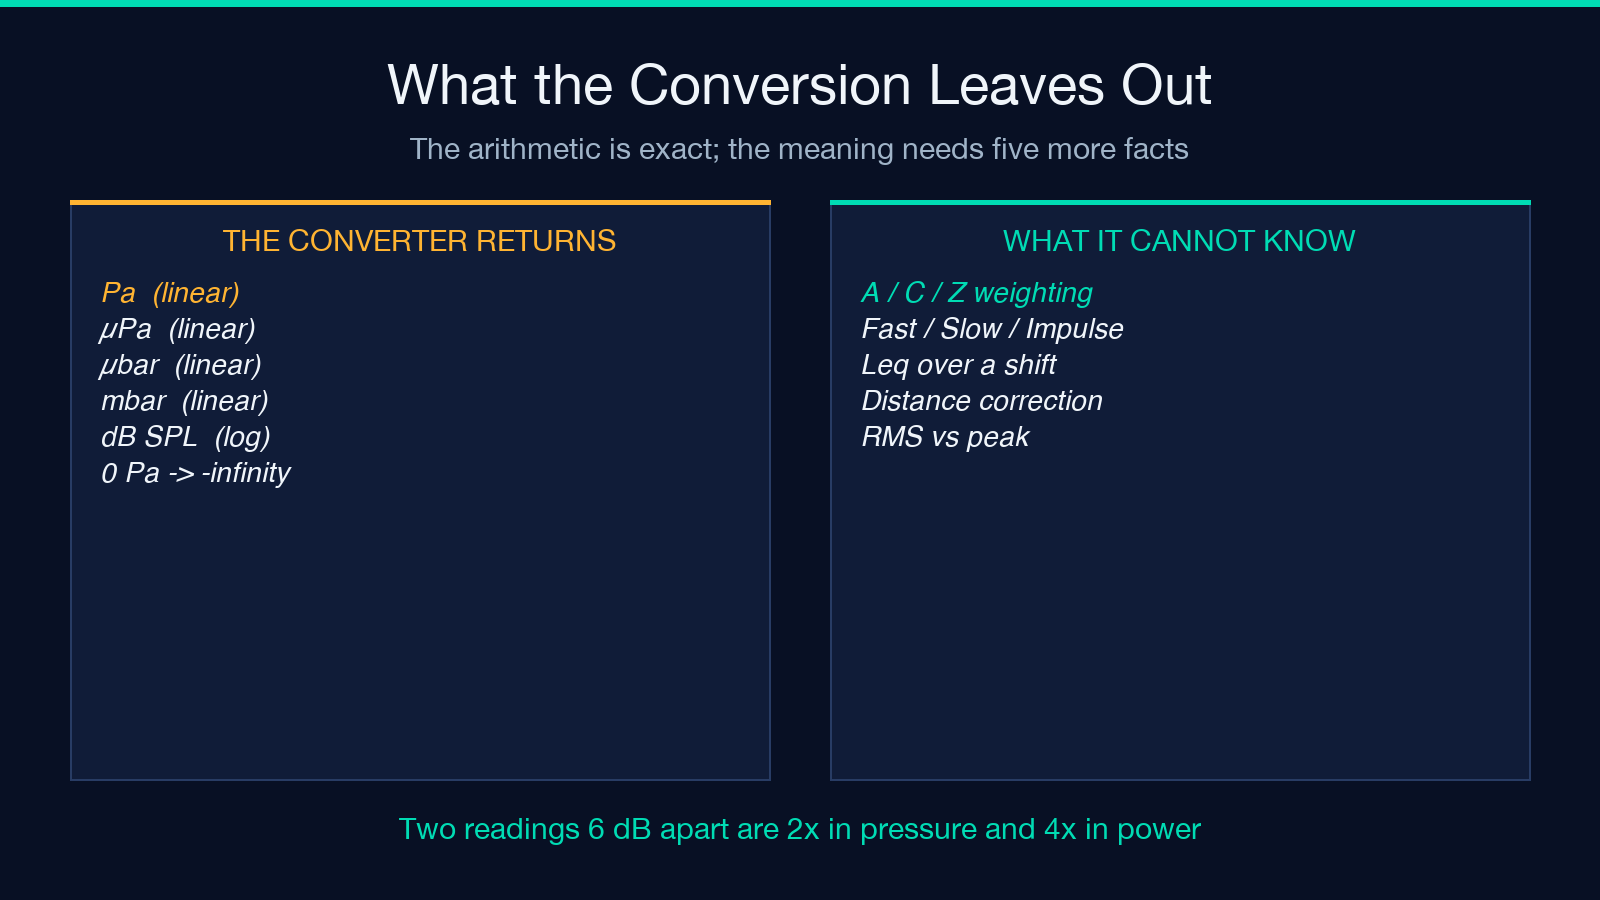 What the Conversion Leaves Out
The arithmetic is exact; the meaning needs five more facts
THE CONVERTER RETURNS
Pa (linear)
µPa (linear)
µbar (linear)
mbar (linear)
dB SPL (log)
0 Pa -> -infinity
WHAT IT CANNOT KNOW
A / C / Z weighting
Fast / Slow / Impulse
Leq over a shift
Distance correction
RMS vs peak
Two readings 6 dB apart are 2x in pressure and 4x in power